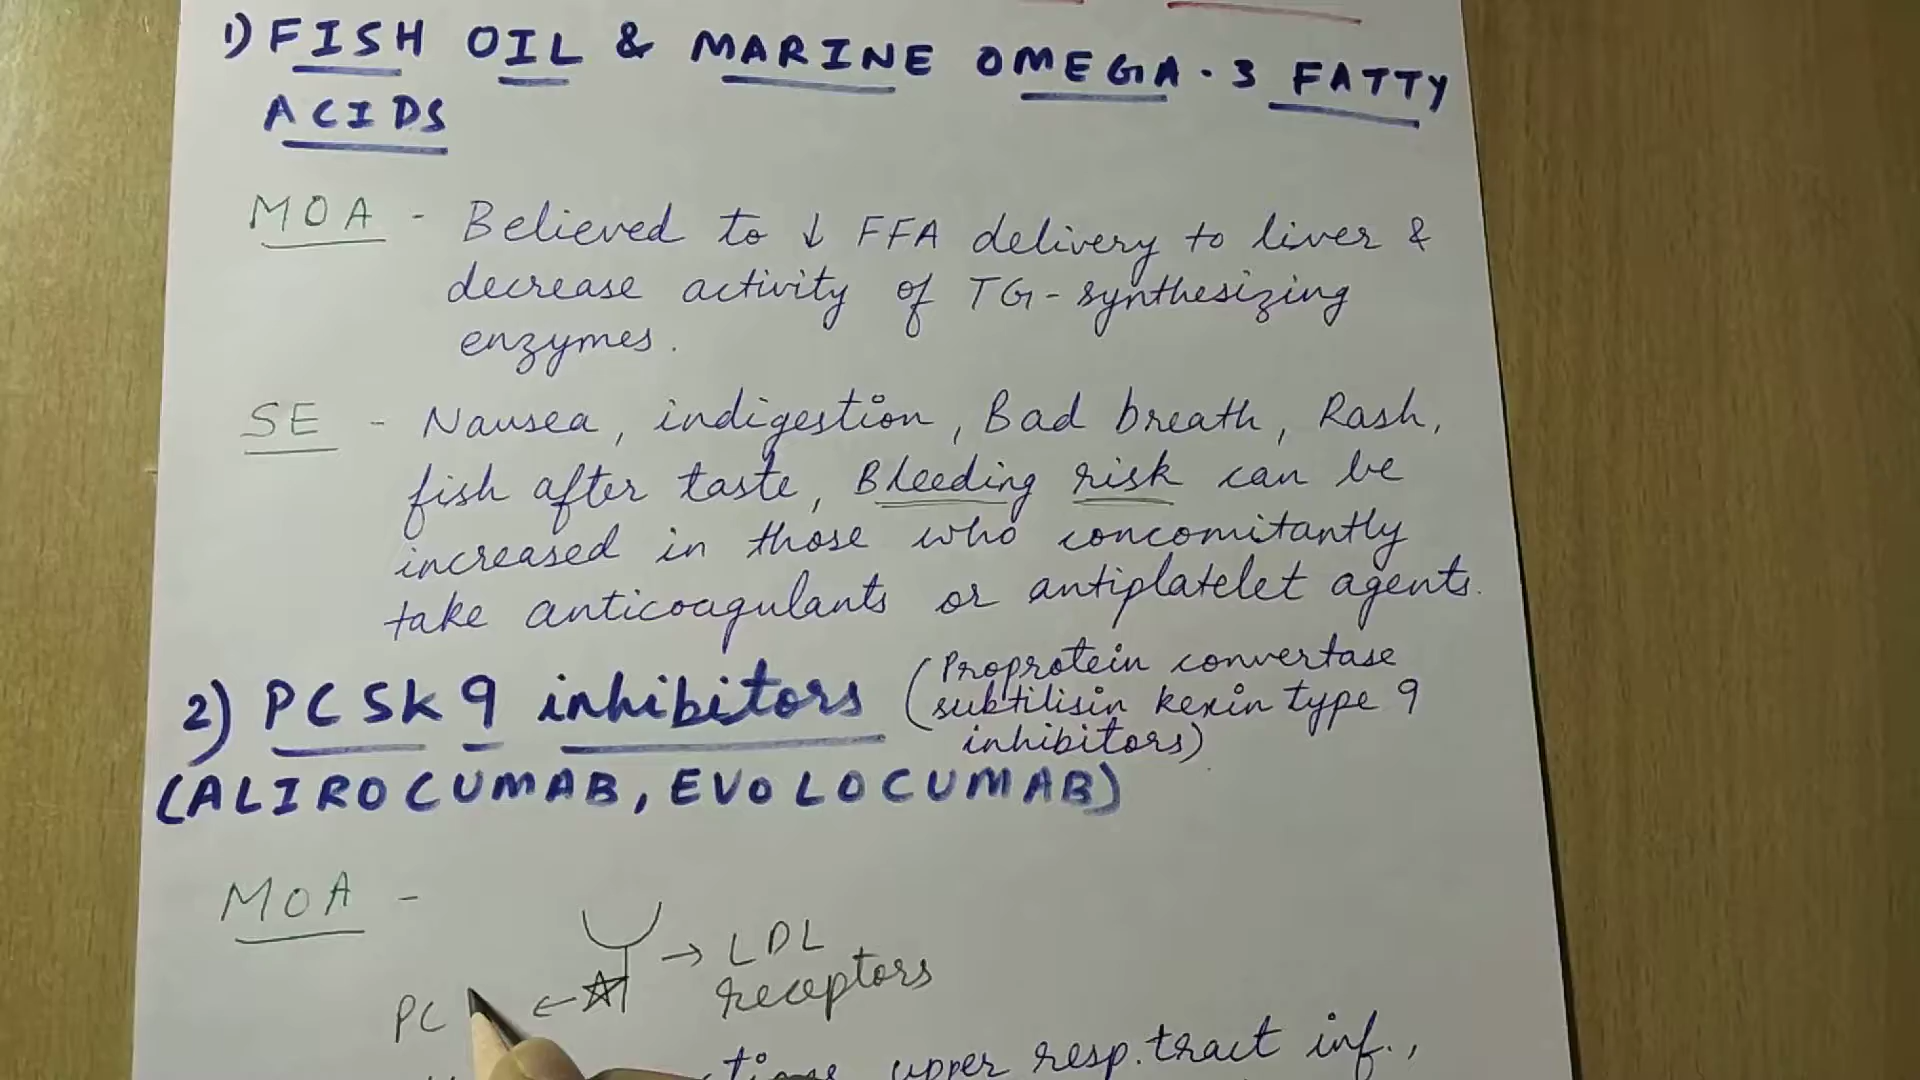 1) FISH OIL & MARINE OMEGA-3 FATTY
ACIDS
MOA - Believed to ↓ FFA delivery to liver &
decrease activity of TG-synthesizing
enzymes.
SE - Nausea, indigestion, Bad breath, Rash,
fish after taste, Bleeding risk can be
increased in those who concomitantly
take anticoagulants or antiplatelet agents.
2) PCSK9 inhibitors (Proprotein convertase
subtilisin kexin type 9
inhibitors)
(ALIROCUMAB, EVOLOCUMAB)
MOA -
→ LDL
receptors
PC ←
upper resp. tract inf.,